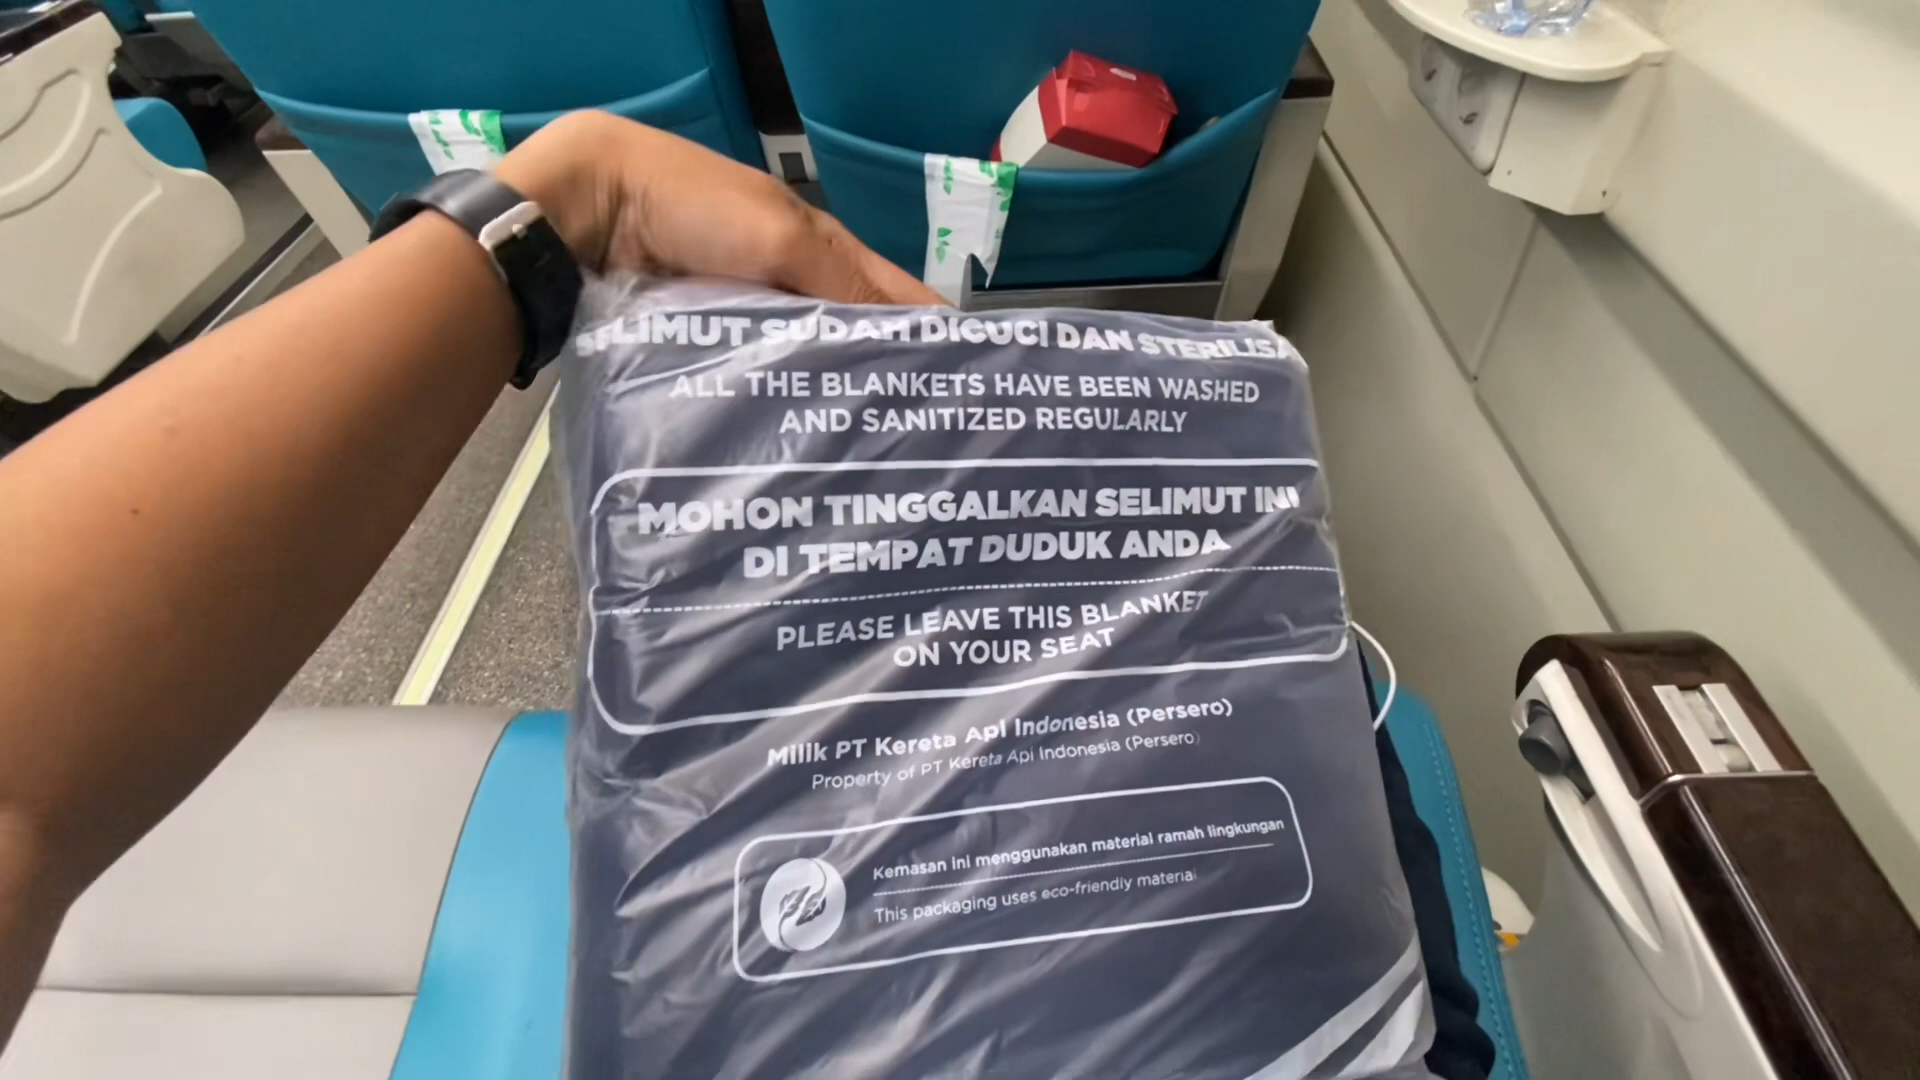 SELIMUT SUDAH DICUCI DAN STERILISA
ALL THE BLANKETS HAVE BEEN WASHED
AND SANITIZED REGULARLY
MOHON TINGGALKAN SELIMUT INI
DI TEMPAT DUDUK ANDA
PLEASE LEAVE THIS BLANKET
ON YOUR SEAT
Milik PT Kereta Api Indonesia (Persero)
Property of PT Kereta Api Indonesia (Persero)
Kemasan ini menggunakan material ramah lingkungan
This packaging uses eco-friendly material